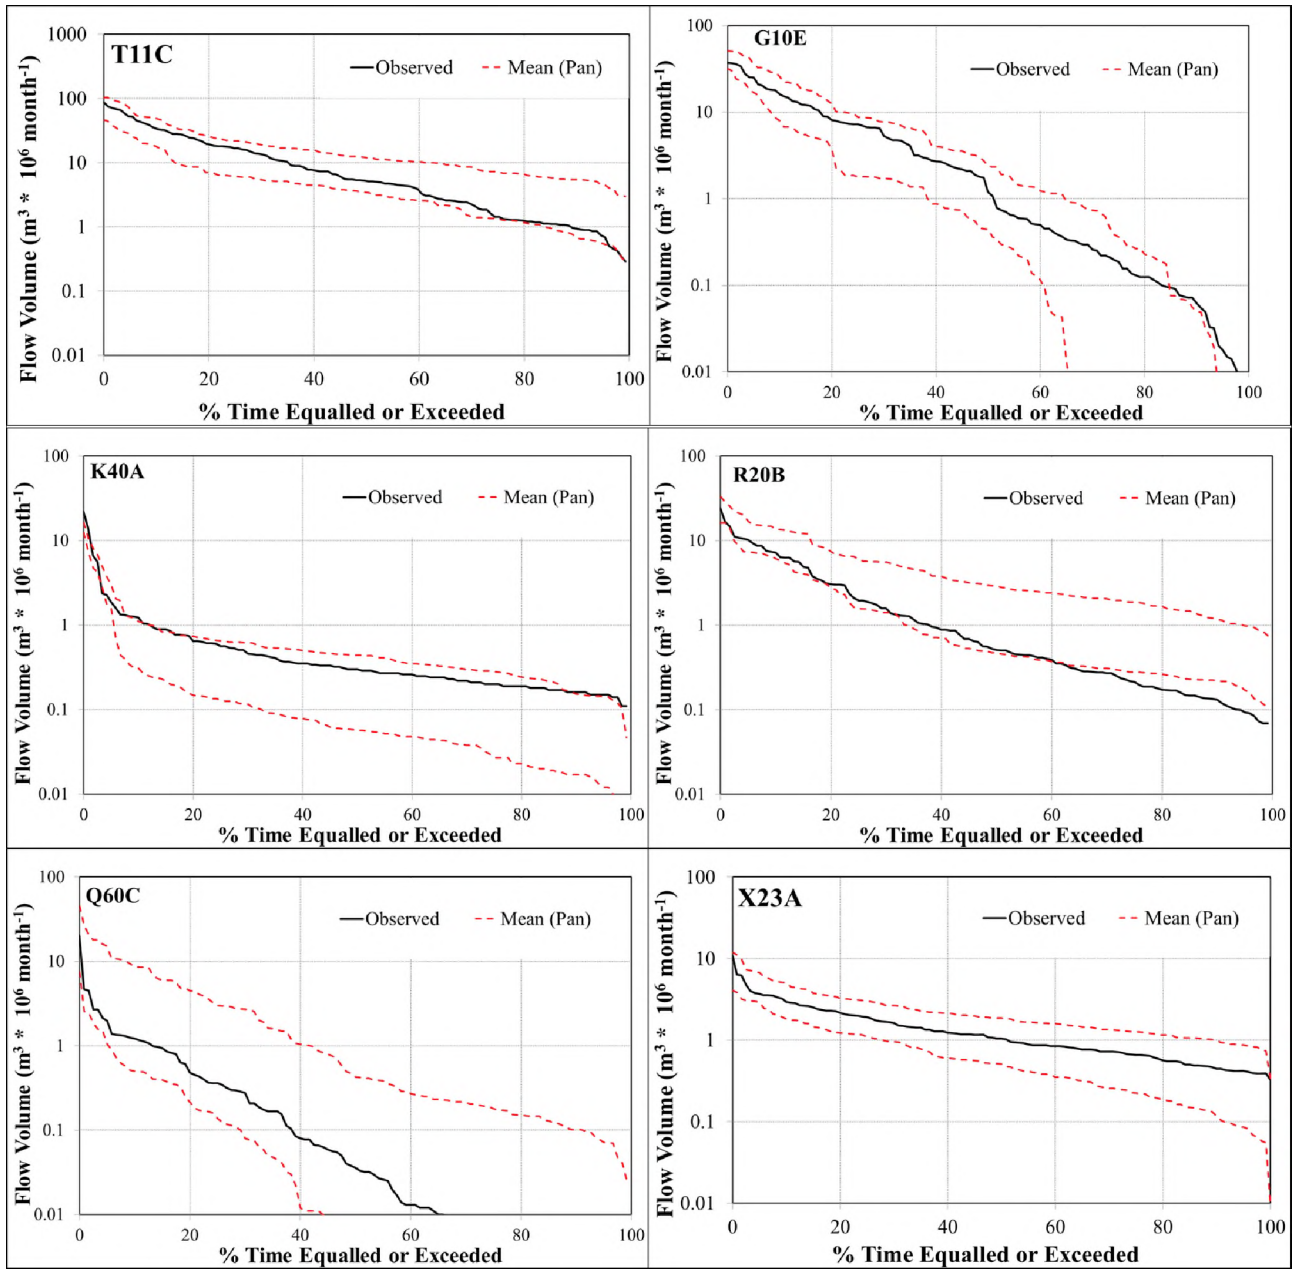 T11C
Observed
Mean (Pan)
Flow Volume (m³ * 10⁶ month⁻¹)
1000
100
10
1
0.1
0.01
0 20 40 60 80 100
% Time Equalled or Exceeded
G10E
Observed
Mean (Pan)
Flow Volume (m³ * 10⁶ month⁻¹)
100
10
1
0.1
0.01
0 20 40 60 80 100
% Time Equalled or Exceeded
K40A
Observed
Mean (Pan)
Flow Volume (m³ * 10⁶ month⁻¹)
100
10
1
0.1
0.01
0 20 40 60 80 100
% Time Equalled or Exceeded
R20B
Observed
Mean (Pan)
Flow Volume (m³ * 10⁶ month⁻¹)
100
10
1
0.1
0.01
0 20 40 60 80 100
% Time Equalled or Exceeded
Q60C
Observed
Mean (Pan)
Flow Volume (m³ * 10⁶ month⁻¹)
100
10
1
0.1
0.01
0 20 40 60 80 100
% Time Equalled or Exceeded
X23A
Observed
Mean (Pan)
Flow Volume (m³ * 10⁶ month⁻¹)
100
10
1
0.1
0.01
0 20 40 60 80 100
% Time Equalled or Exceeded